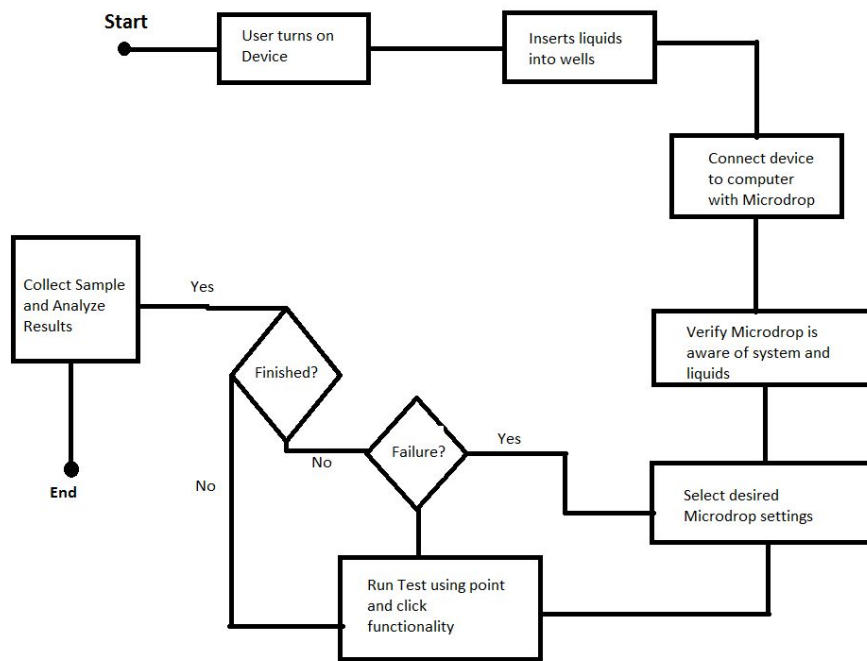 Start
User turns on
Device
Inserts liquids
into wells
Connect device
to computer
with Microdrop
Verify Microdrop is
aware of system and
liquids
Select desired
Microdrop settings
Run Test using point
and click
functionality
Failure?
Yes
No
Finished?
No
Yes
Collect Sample
and Analyze
Results
End